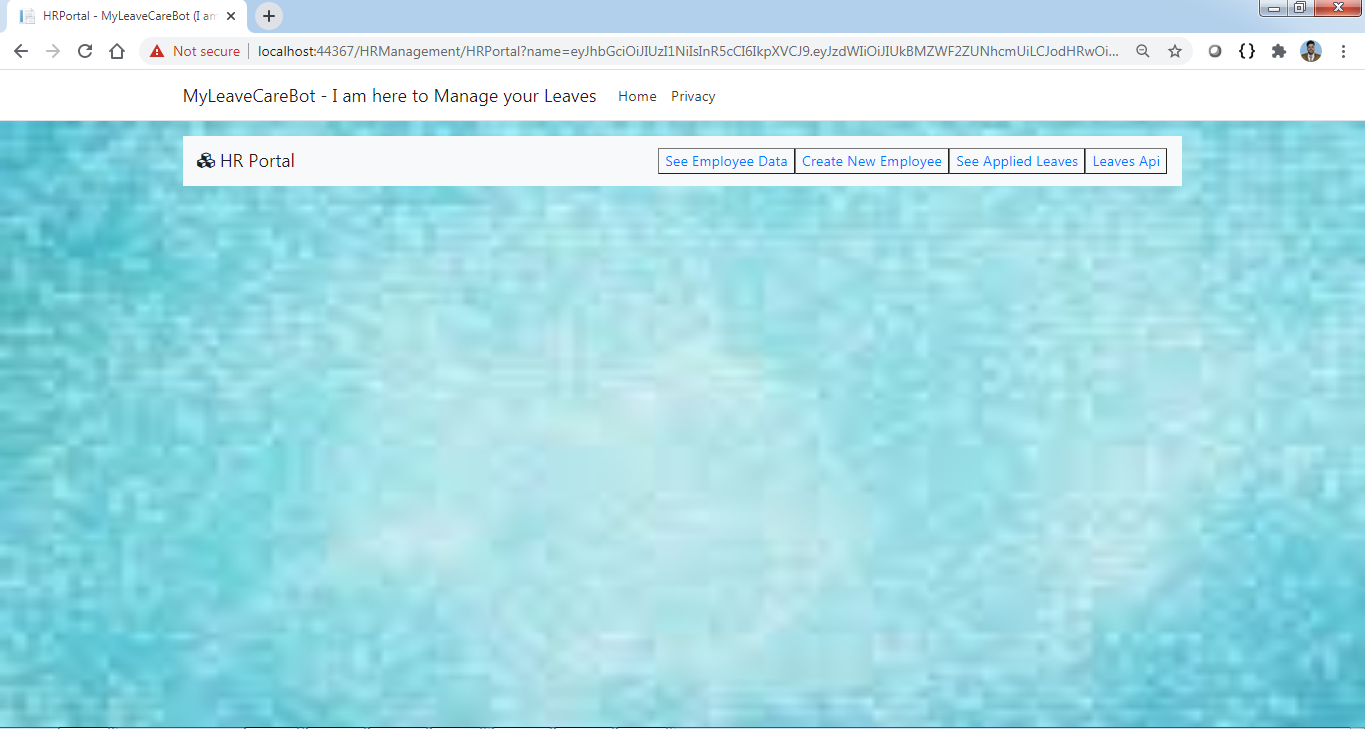 HRPortal - MyLeaveCareBot (I am
Not secure | localhost:44367/HRManagement/HRPortal?name=eyJhbGciOiJIUzI1NiIsInR5cCI6IkpXVCJ9.eyJzdWIiOiJIUkBMZWF2ZUNhcmUiLCJodHRwOi...
MyLeaveCareBot - I am here to Manage your Leaves Home Privacy
HR Portal See Employee Data Create New Employee See Applied Leaves Leaves Api